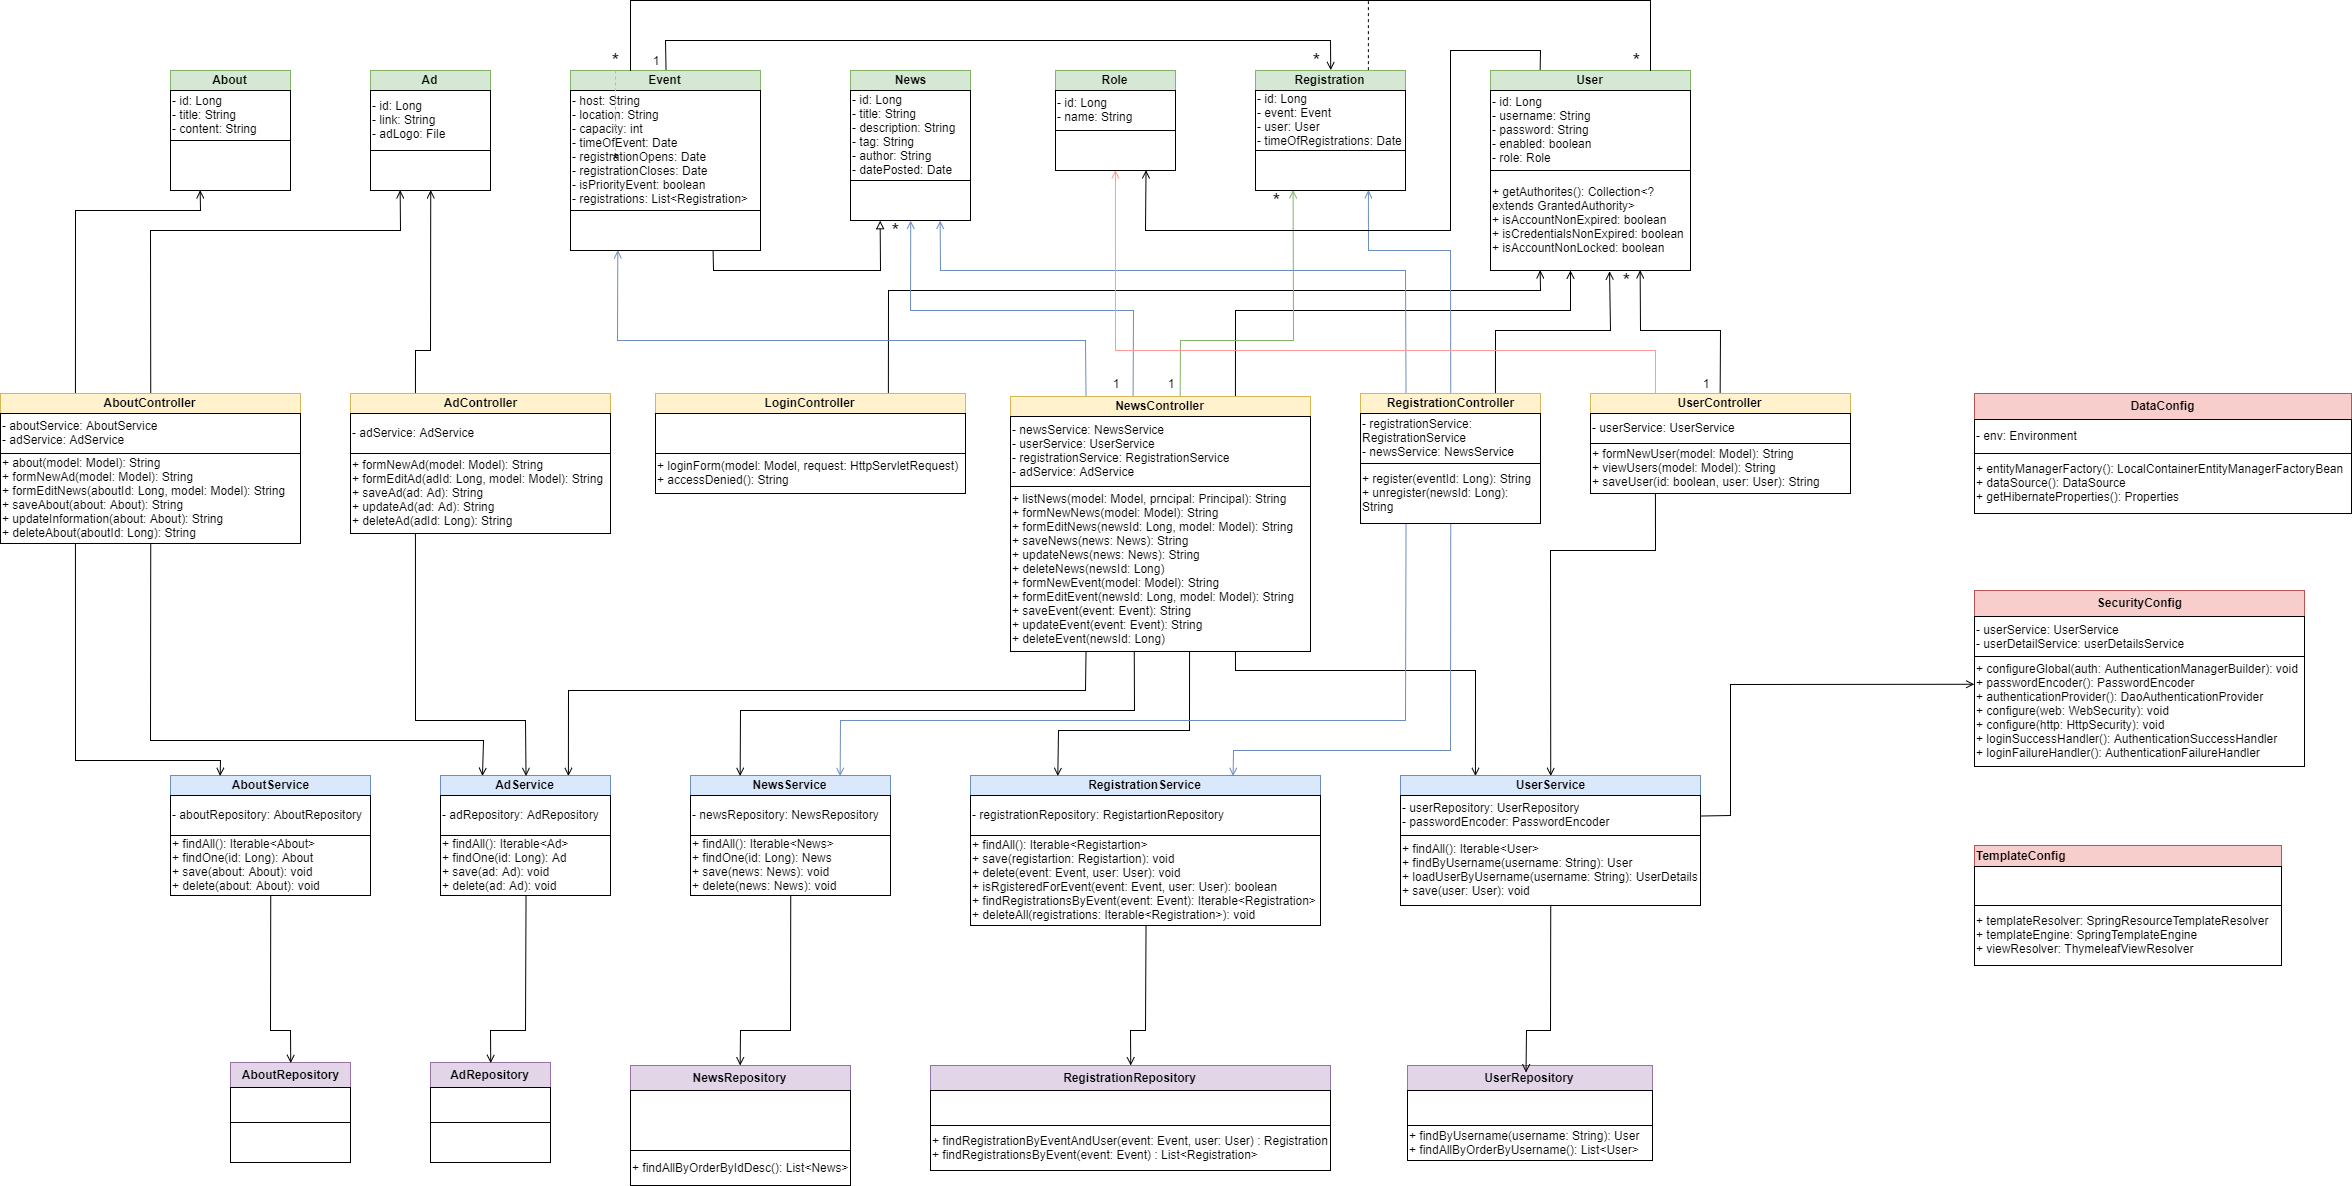 *
1
*
*
About
- id: Long
- title: String
- content: String
Ad
- id: Long
- link: String
- adLogo: File
Event
- host: String
- location: String
- capacity: int
- timeOfEvent: Date
- registrationOpens: Date
- registrationCloses: Date
- isPriorityEvent: boolean
- registrations: List<Registration>
*
News
- id: Long
- title: String
- description: String
- tag: String
- author: String
- datePosted: Date
*
Role
- id: Long
- name: String
Registration
- id: Long
- event: Event
- user: User
- timeOfRegistrations: Date
*
User
- id: Long
- username: String
- password: String
- enabled: boolean
- role: Role
+ getAuthorites(): Collection<?
extends GrantedAuthority>
+ isAccountNonExpired: boolean
+ isCredentialsNonExpired: boolean
+ isAccountNonLocked: boolean
*
1
1
1
AboutController
- aboutService: AboutService
- adService: AdService
+ about(model: Model): String
+ formNewAd(model: Model): String
+ formEditNews(aboutId: Long, model: Model): String
+ saveAbout(about: About): String
+ updateInformation(about: About): String
+ deleteAbout(aboutId: Long): String
AdController
- adService: AdService
+ formNewAd(model: Model): String
+ formEditAd(adId: Long, model: Model): String
+ saveAd(ad: Ad): String
+ updateAd(ad: Ad): String
+ deleteAd(adId: Long): String
LoginController
+ loginForm(model: Model, request: HttpServletRequest)
+ accessDenied(): String
NewsController
- newsService: NewsService
- userService: UserService
- registrationService: RegistrationService
- adService: AdService
+ listNews(model: Model, prncipal: Principal): String
+ formNewNews(model: Model): String
+ formEditNews(newsId: Long, model: Model): String
+ saveNews(news: News): String
+ updateNews(news: News): String
+ deleteNews(newsId: Long)
+ formNewEvent(model: Model): String
+ formEditEvent(newsId: Long, model: Model): String
+ saveEvent(event: Event): String
+ updateEvent(event: Event): String
+ deleteEvent(newsId: Long)
RegistrationController
- registrationService:
RegistrationService
- newsService: NewsService
+ register(eventId: Long): String
+ unregister(newsId: Long):
String
UserController
- userService: UserService
+ formNewUser(model: Model): String
+ viewUsers(model: Model): String
+ saveUser(id: boolean, user: User): String
DataConfig
- env: Environment
+ entityManagerFactory(): LocalContainerEntityManagerFactoryBean
+ dataSource(): DataSource
+ getHibernateProperties(): Properties
SecurityConfig
- userService: UserService
- userDetailService: userDetailsService
+ configureGlobal(auth: AuthenticationManagerBuilder): void
+ passwordEncoder(): PasswordEncoder
+ authenticationProvider(): DaoAuthenticationProvider
+ configure(web: WebSecurity): void
+ configure(http: HttpSecurity): void
+ loginSuccessHandler(): AuthenticationSuccessHandler
+ loginFailureHandler(): AuthenticationFailureHandler
AboutService
- aboutRepository: AboutRepository
+ findAll(): Iterable<About>
+ findOne(id: Long): About
+ save(about: About): void
+ delete(about: About): void
AdService
- adRepository: AdRepository
+ findAll(): Iterable<Ad>
+ findOne(id: Long): Ad
+ save(ad: Ad): void
+ delete(ad: Ad): void
NewsService
- newsRepository: NewsRepository
+ findAll(): Iterable<News>
+ findOne(id: Long): News
+ save(news: News): void
+ delete(news: News): void
RegistrationService
- registrationRepository: RegistartionRepository
+ findAll(): Iterable<Registartion>
+ save(registartion: Registartion): void
+ delete(event: Event, user: User): void
+ isRgisteredForEvent(event: Event, user: User): boolean
+ findRegistrationsByEvent(event: Event): Iterable<Registration>
+ deleteAll(registrations: Iterable<Registration>): void
UserService
- userRepository: UserRepository
- passwordEncoder: PasswordEncoder
+ findAll(): Iterable<User>
+ findByUsername(username: String): User
+ loadUserByUsername(username: String): UserDetails
+ save(user: User): void
TemplateConfig
+ templateResolver: SpringResourceTemplateResolver
+ templateEngine: SpringTemplateEngine
+ viewResolver: ThymeleafViewResolver
AboutRepository
AdRepository
NewsRepository
+ findAllByOrderByIdDesc(): List<News>
RegistrationRepository
+ findRegistrationByEventAndUser(event: Event, user: User) : Registration
+ findRegistrationsByEvent(event: Event) : List<Registration>
UserRepository
+ findByUsername(username: String): User
+ findAllByOrderByUsername(): List<User>